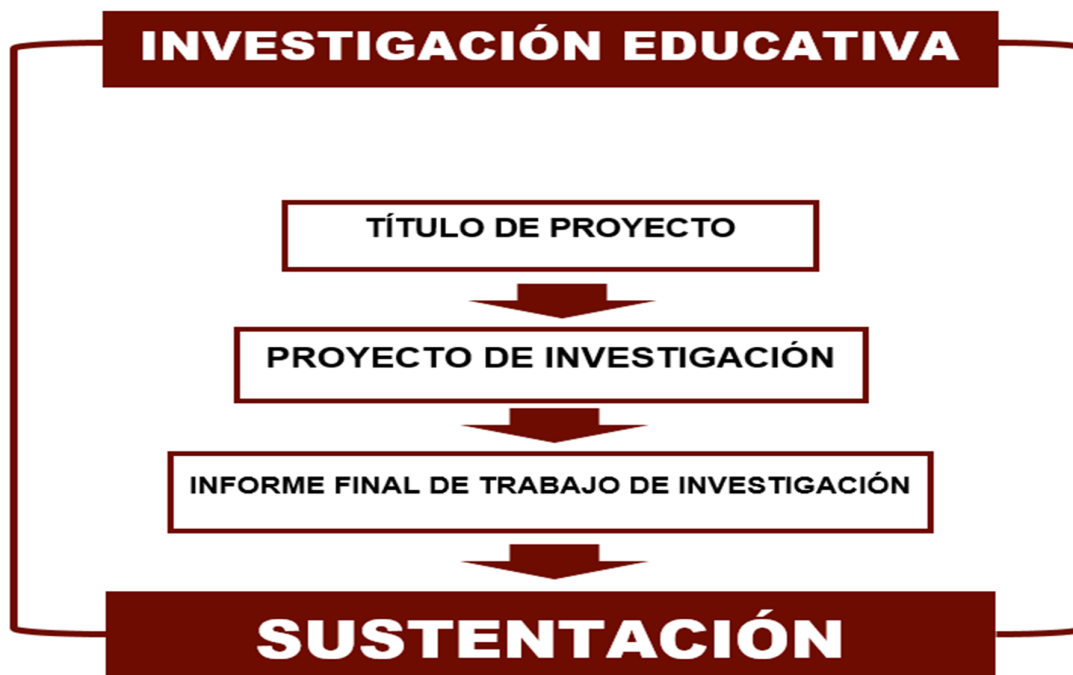 INVESTIGACIÓN EDUCATIVA
TÍTULO DE PROYECTO
PROYECTO DE INVESTIGACIÓN
INFORME FINAL DE TRABAJO DE INVESTIGACIÓN
SUSTENTACIÓN